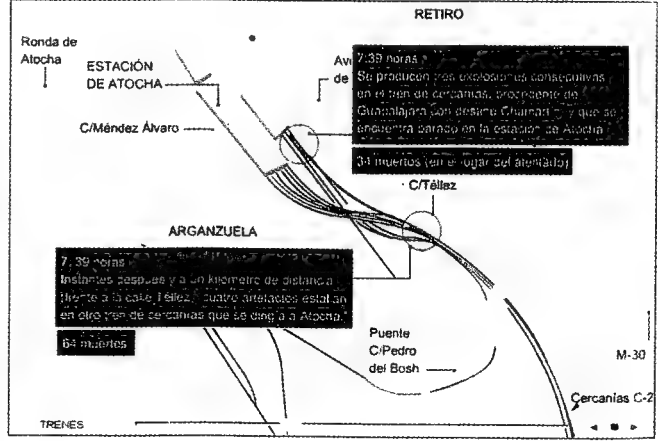 RETIRO
Ronda de
Atocha
ESTACIÓN
DE ATOCHA
Av
de
C/Méndez Álvaro
7:39 horas
Se producen tres explosiones consecutivas
en el tren de cercanías, procedente de
Guadalajara con destino Chamartín y que se
encuentra parado en la estación de Atocha
34 muertos (en el lugar del atentado)
C/Téllez
ARGANZUELA
7,39 horas
Instantes después y a un kilómetro de distancia
(frente a la calle Téllez) cuatro artefactos estallan
en otro tren de cercanías que se dirigía a Atocha.
64 muertos
Puente
C/Pedro
del Bosh
M-30
Cercanías C-2
TRENES